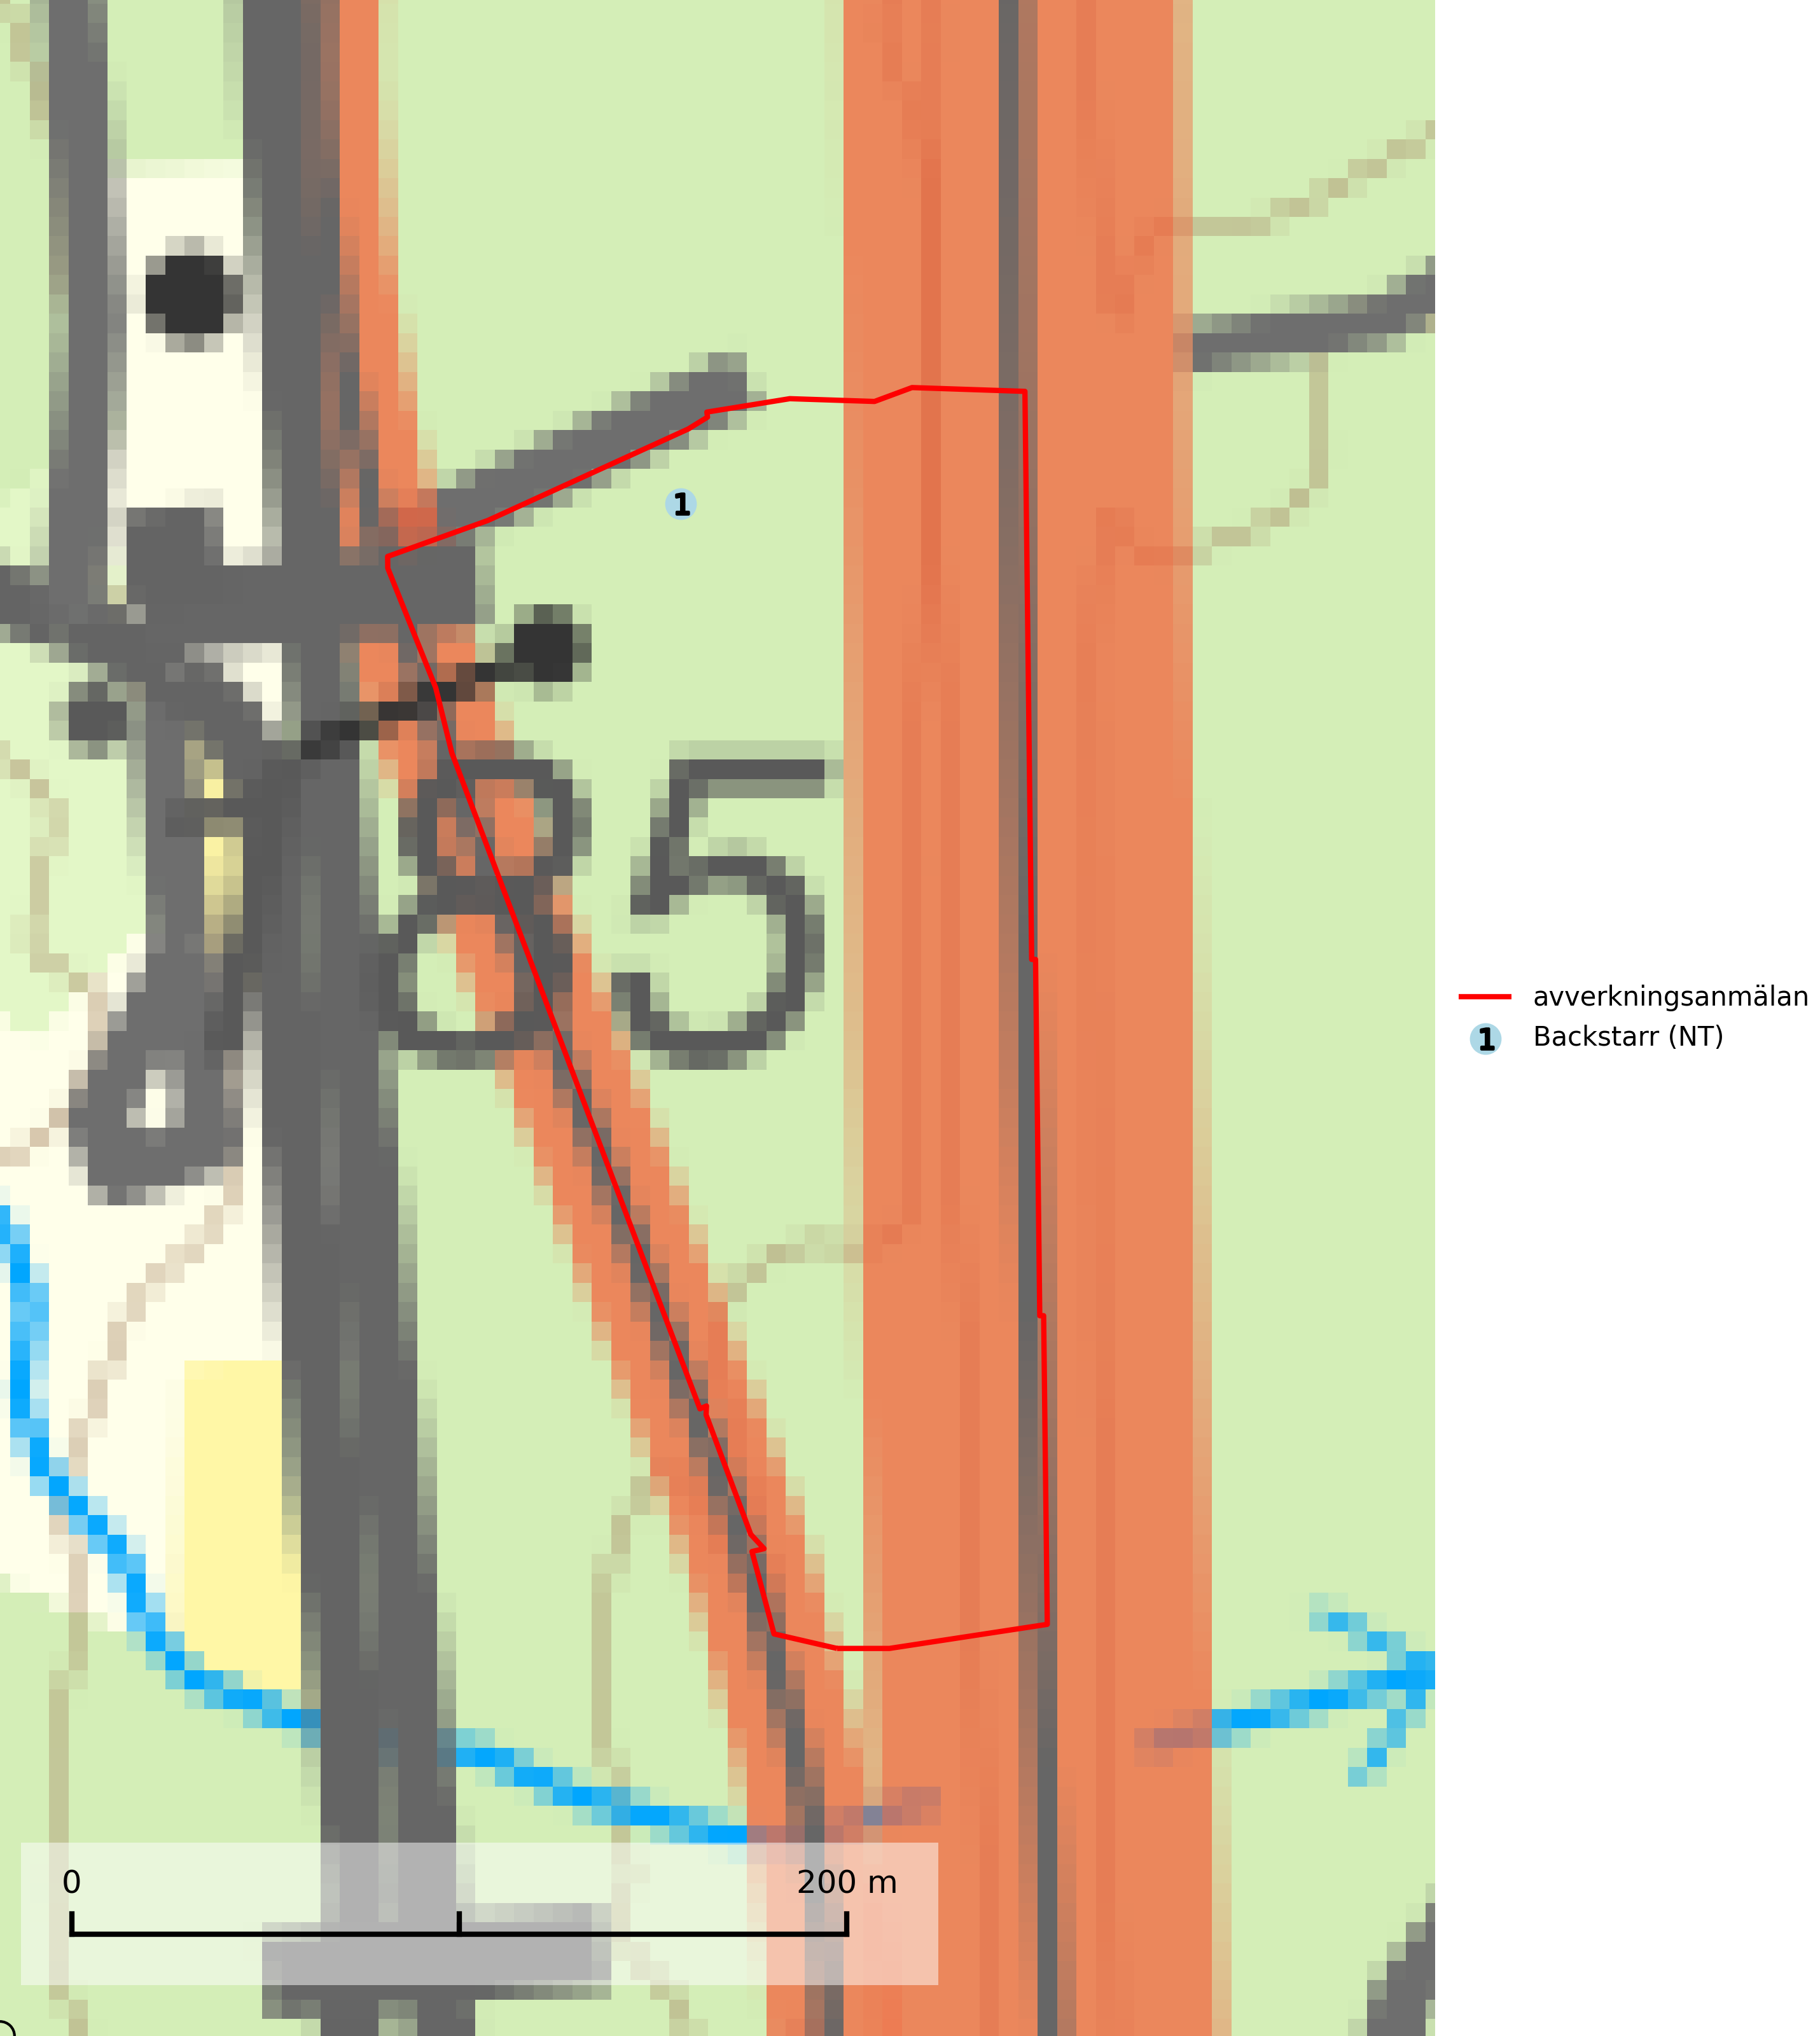 1
85
avverkningsanmälan
1 Backstarr (NT)
0 200 m